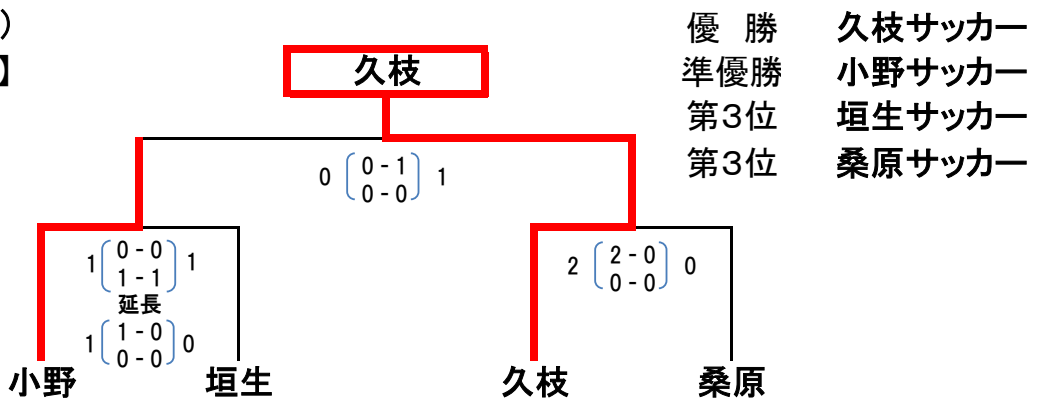 )
】
優　勝　久枝サッカー
準優勝　小野サッカー
第３位　垣生サッカー
第３位　桑原サッカー
久枝
0 ( 0 - 1 ) 1
0 - 0
1 ( 0 - 0 ) 1
1 - 1
延長
1 ( 1 - 0 ) 0
0 - 0
2 ( 2 - 0 ) 0
0 - 0
小野　垣生　久枝　桑原